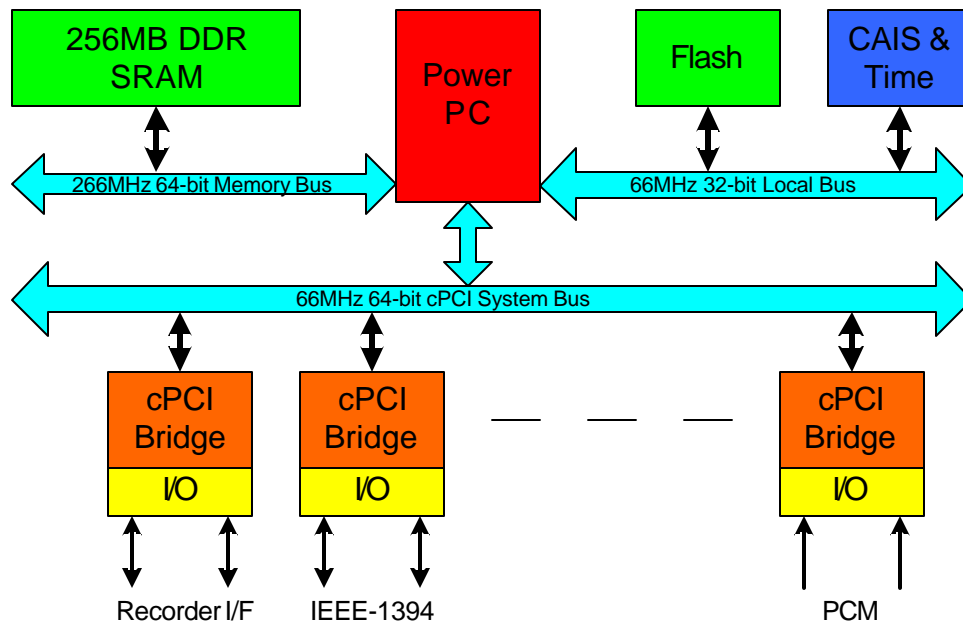 256MB DDR
SRAM
Power
PC
Flash
CAIS &
Time
266MHz 64-bit Memory Bus
66MHz 32-bit Local Bus
66MHz 64-bit cPCI System Bus
cPCI
Bridge
I/O
cPCI
Bridge
I/O
cPCI
Bridge
I/O
Recorder I/F
IEEE-1394
PCM